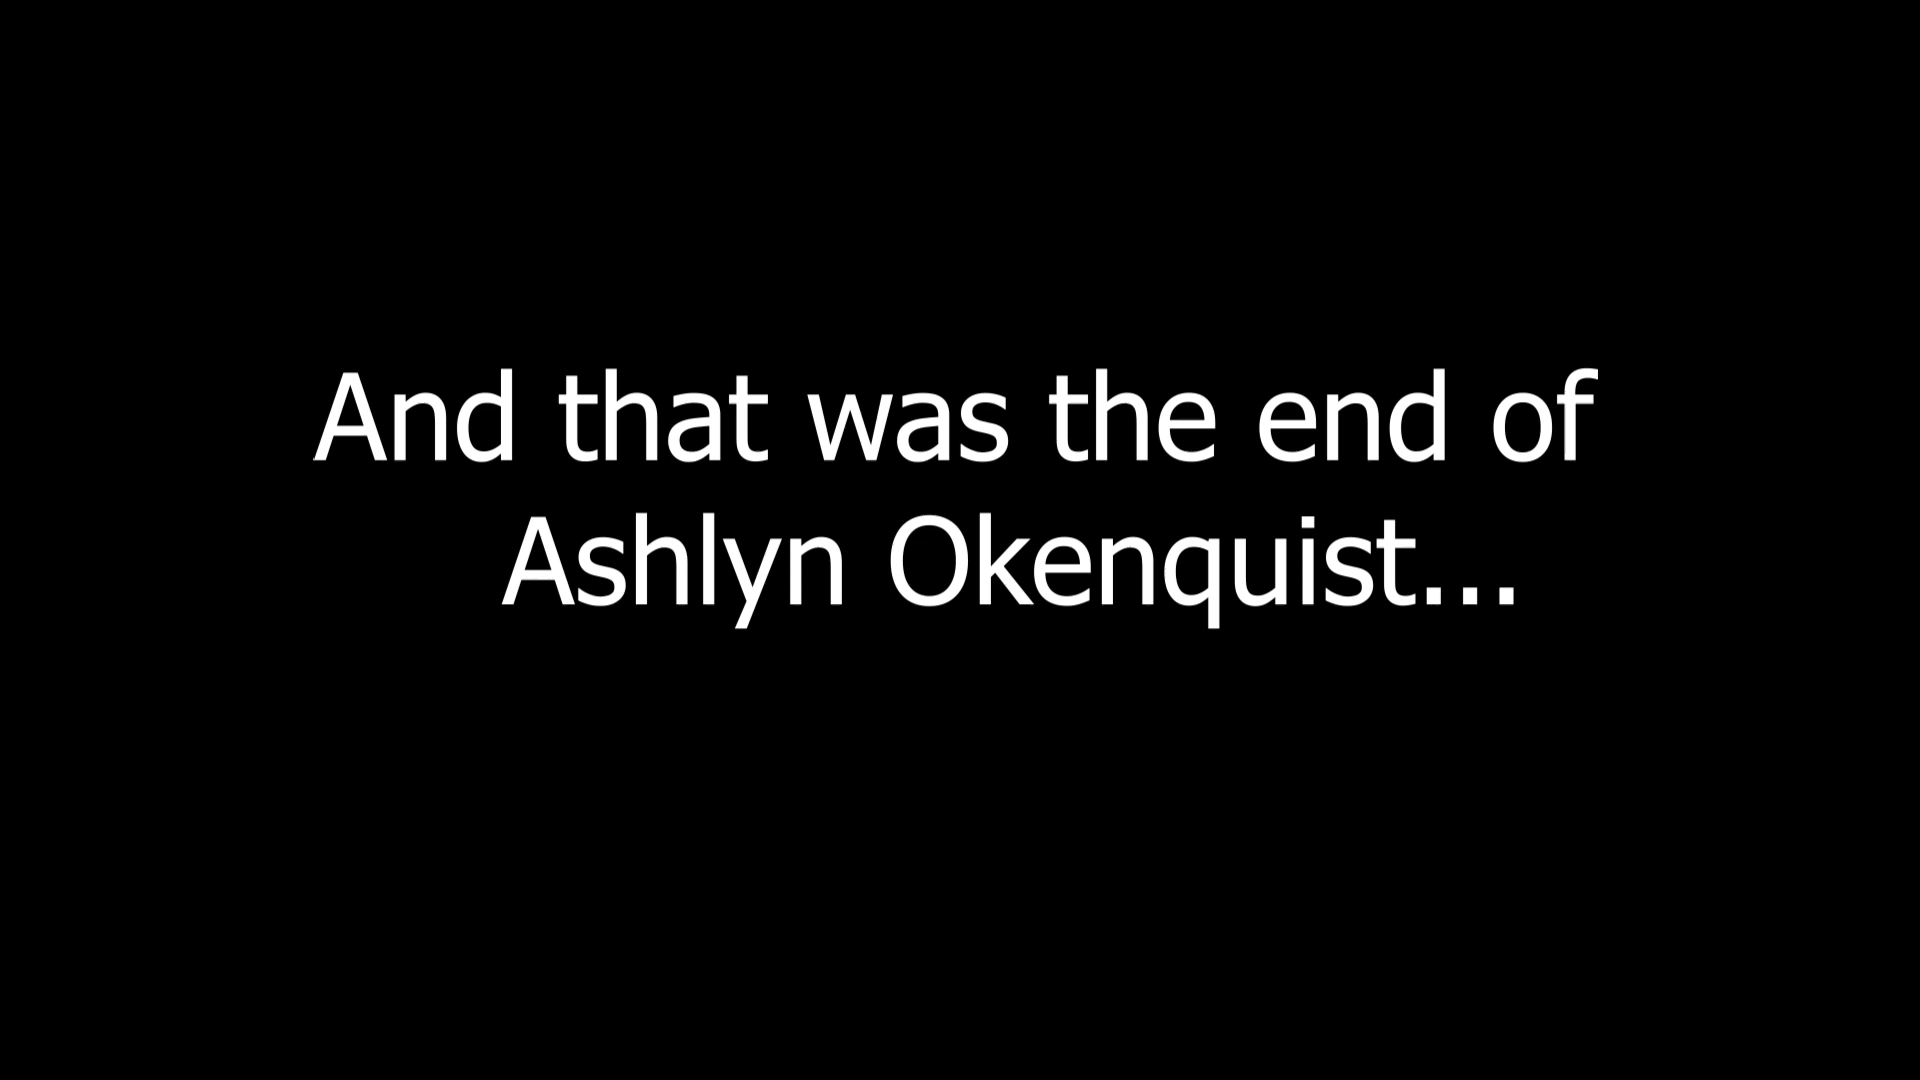 And that was the end of
Ashlyn Okenquist...